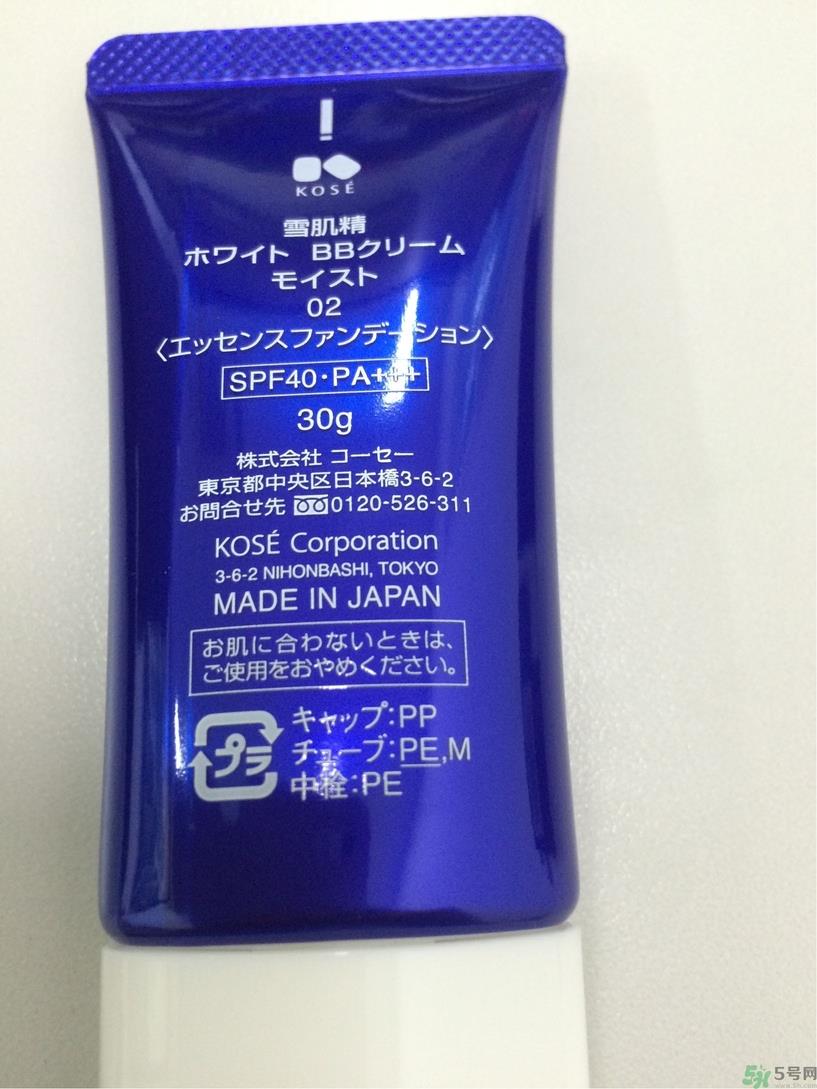 KOSÉ
雪肌精
ホワイト BBクリーム
モイスト
02
〈エッセンスファンデーション〉
SPF40・PA+++
30g
株式会社 コーセー
東京都中央区日本橋3-6-2
お問合せ先 0120-526-311
KOSÉ Corporation
3-6-2 NIHONBASHI, TOKYO
MADE IN JAPAN
お肌に合わないときは、
ご使用をおやめください。
プラ
キャップ:PP
チューブ:PE,M
中栓:PE
5号网